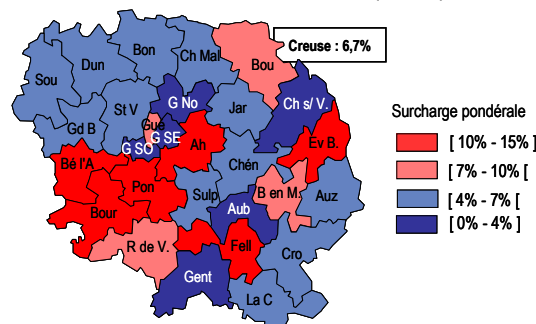 Creuse : 6,7%
Bon
Ch Mal
Bou
Dun
Sou
G No
Ch s/ V.
St V
Jar
Gué
Gd B
G SE
G SO
Ah
Ev B.
Bé l'A
Chén
Pon
Sulp
B en M.
Auz
Bour
Aub
R de V.
Fell
Cro
Gent
La C
Surcharge pondérale
[ 10% - 15% ]
[ 7% - 10% [
[ 4% - 7% [
[ 0% - 4% ]